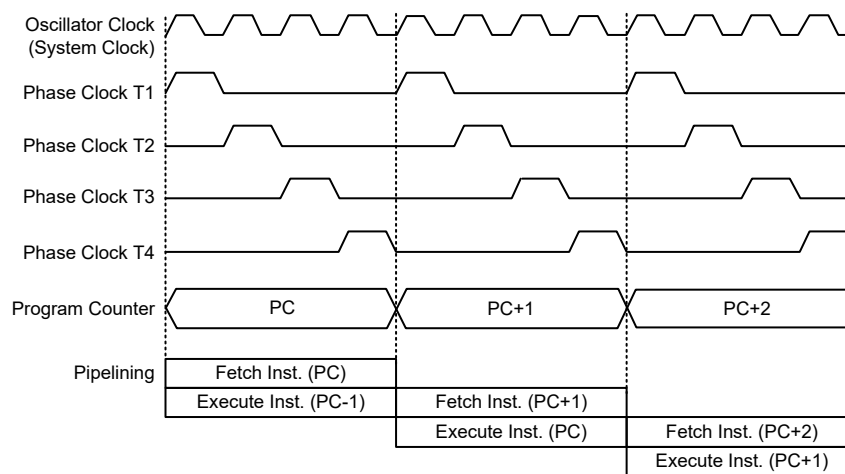 Oscillator Clock
(System Clock)
Phase Clock T1
Phase Clock T2
Phase Clock T3
Phase Clock T4
Program Counter
PC
PC+1
PC+2
Pipelining
Fetch Inst. (PC)
Execute Inst. (PC-1)
Fetch Inst. (PC+1)
Execute Inst. (PC)
Fetch Inst. (PC+2)
Execute Inst. (PC+1)